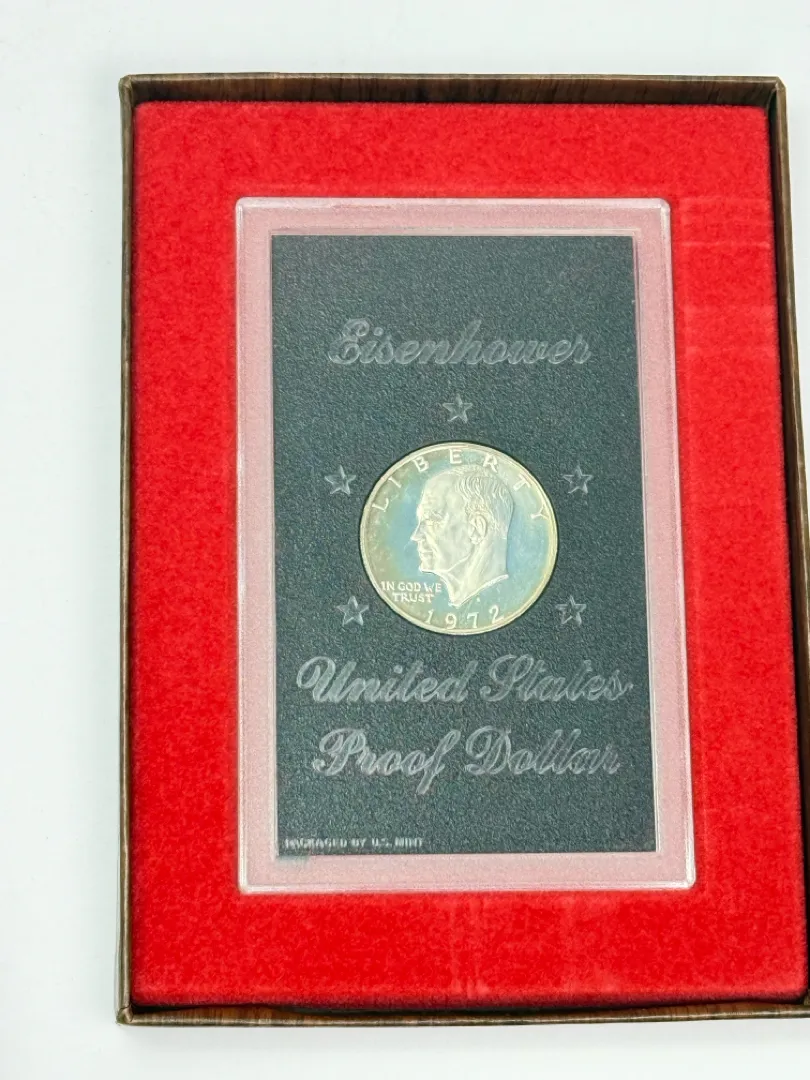 Eisenhower
LIBERTY
IN GOD WE
TRUST
1972
United States
Proof Dollar
PACKAGED BY U.S. MINT